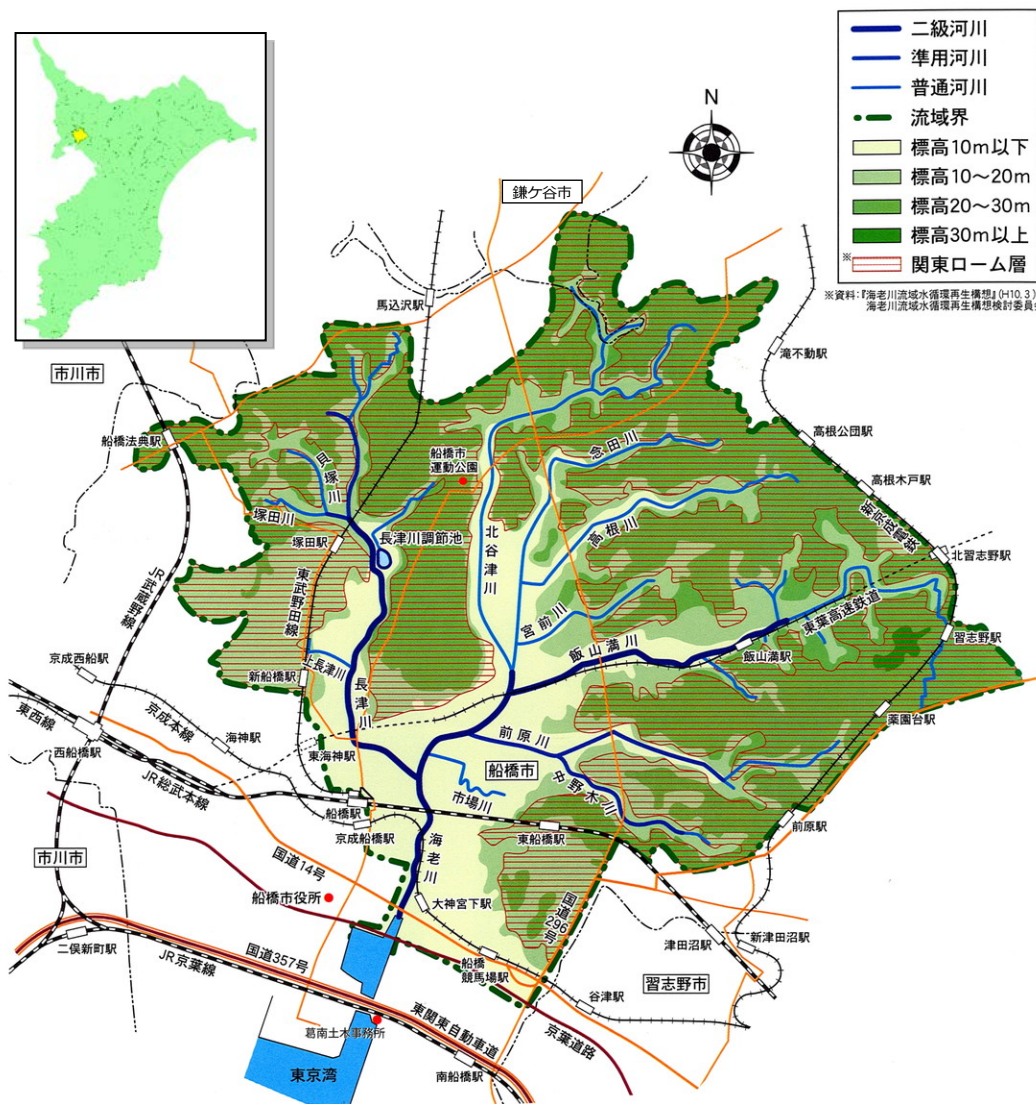 二級河川
準用河川
普通河川
流域界
標高10m以下
標高10〜20m
標高20〜30m
標高30m以上
※
関東ローム層
※資料:『海老川流域水循環再生構想』(H10.3)
海老川流域水循環再生構想検討委員会
N
鎌ケ谷市
馬込沢駅
市川市
滝不動駅
船橋法典駅
高根公団駅
船橋市
運動公園
念田川
貝塚川
高根木戸駅
新京成電鉄
塚田川
高根川
北谷津川
塚田駅
長津川調節池
北習志野駅
JR武蔵野線
東武野田線
宮前川
東葉高速鉄道
飯山満川
習志野駅
京成西船駅
上長津川
飯山満駅
新船橋駅
長津川
薬園台駅
東西線
京成本線
海神駅
前原川
西船橋駅
東海神駅
船橋市
中野木川
JR総武本線
市場川
船橋駅
前原駅
京成船橋駅
東船橋駅
市川市
海老川
国道14号
船橋市役所
大神宮下駅
国道296号
二俣新町駅
国道357号
津田沼駅
新津田沼駅
JR京葉線
船橋
競馬場駅
習志野市
谷津駅
葛南土木事務所
東関東自動車道
京葉道路
東京湾
南船橋駅